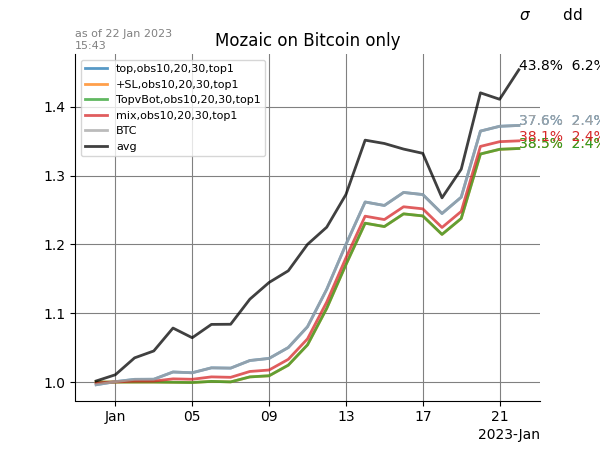 σ dd
as of 22 Jan 2023
15:43
Mozaic on Bitcoin only
top,obs10,20,30,top1
+SL,obs10,20,30,top1
TopvBot,obs10,20,30,top1
mix,obs10,20,30,top1
BTC
avg
43.8% 6.2%
37.6% 2.4%
38.1% 2.4%
38.5% 2.4%
1.4
1.3
1.2
1.1
1.0
Jan 05 09 13 17 21
2023-Jan